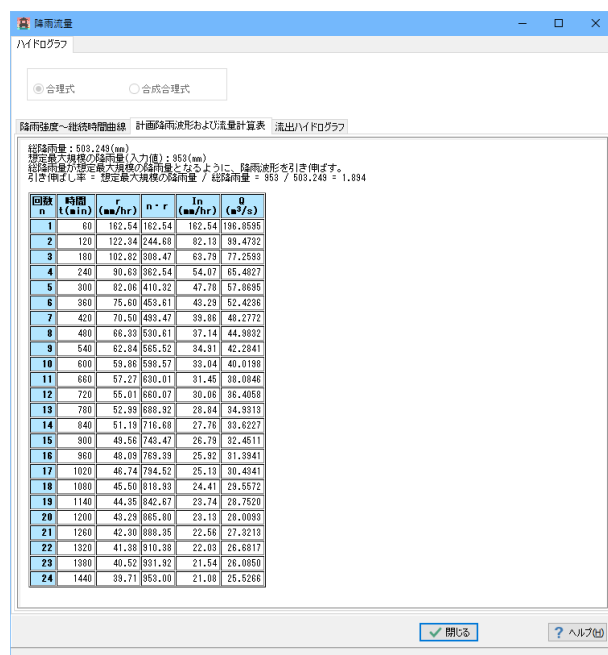 降雨流量
ハイドログラフ
合理式 合成合理式
降雨強度～継続時間曲線 計画降雨波形および流量計算表 流出ハイドログラフ
総降雨量：503.249(mm)
想定最大規模の降雨量(入力値)：953(mm)
総降雨量が想定最大規模の降雨量となるように、降雨波形を引き伸ばす。
引き伸ばし率 = 想定最大規模の降雨量 / 総降雨量 = 953 / 503.249 = 1.894
回数 時間 r n・r In Q
n t(min) (mm/hr) (mm/hr) (m³/s)
1 60 162.54 162.54 162.54 196.8595
2 120 122.34 244.68 82.13 99.4732
3 180 102.82 308.47 63.79 77.2593
4 240 90.63 362.54 54.07 65.4827
5 300 82.06 410.32 47.78 57.8695
6 360 75.60 453.61 43.29 52.4236
7 420 70.50 493.47 39.86 48.2772
8 480 66.33 530.61 37.14 44.9832
9 540 62.84 565.52 34.91 42.2841
10 600 59.86 598.57 33.04 40.0198
11 660 57.27 630.01 31.45 38.0846
12 720 55.01 660.07 30.06 36.4058
13 780 52.99 688.92 28.84 34.9313
14 840 51.19 716.68 27.76 33.6227
15 900 49.56 743.47 26.79 32.4511
16 960 48.09 769.39 25.92 31.3941
17 1020 46.74 794.52 25.13 30.4341
18 1080 45.50 818.93 24.41 29.5572
19 1140 44.35 842.67 23.74 28.7520
20 1200 43.29 865.80 23.13 28.0093
21 1260 42.30 888.35 22.56 27.3213
22 1320 41.38 910.38 22.03 26.6817
23 1380 40.52 931.92 21.54 26.0850
24 1440 39.71 953.00 21.08 25.5266
閉じる ? ヘルプ(H)